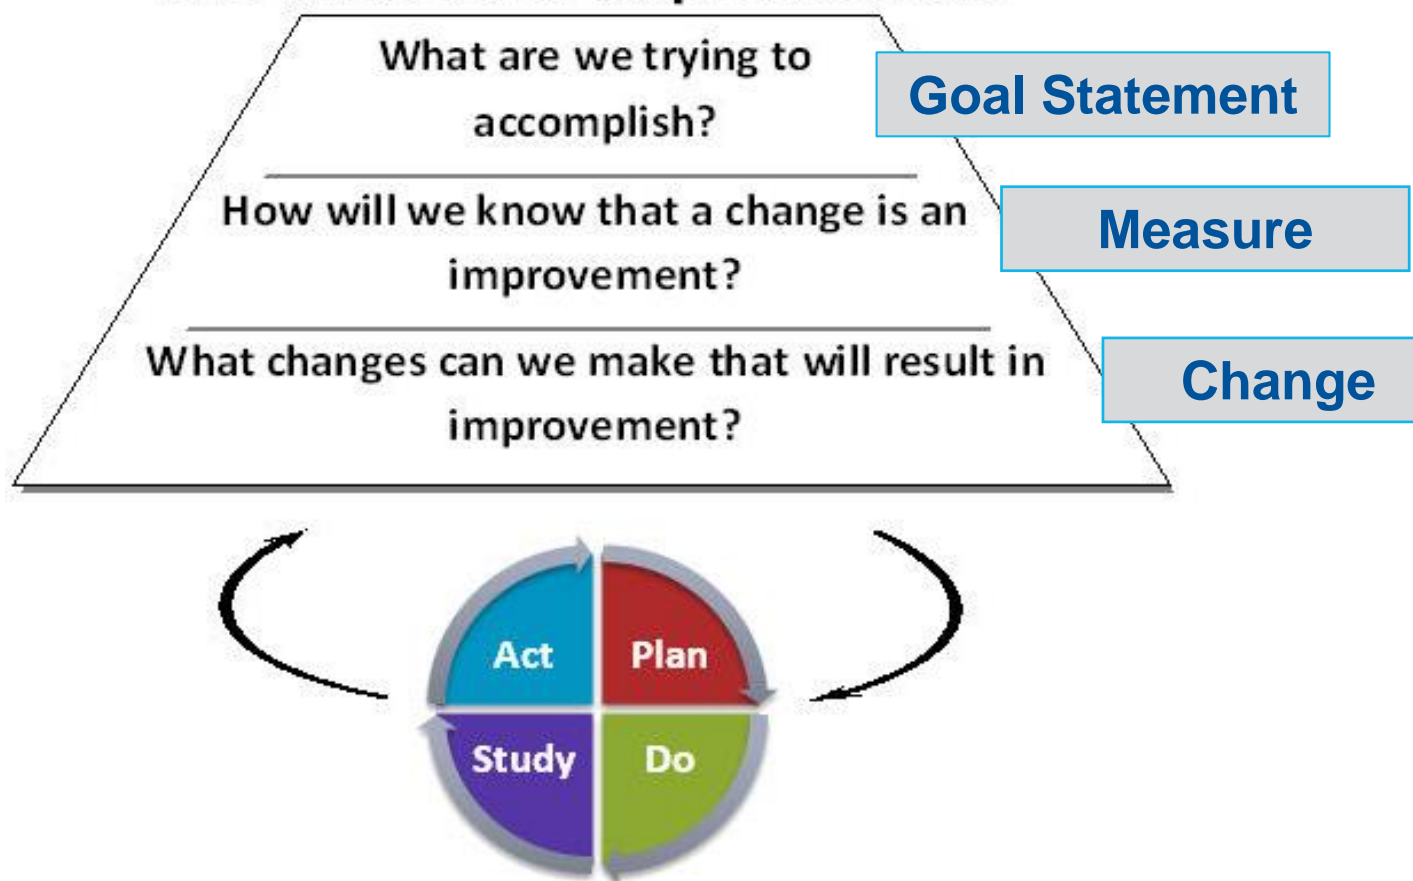 What are we trying to
accomplish?
Goal Statement
How will we know that a change is an
improvement?
Measure
What changes can we make that will result in
improvement?
Change
Act
Plan
Study
Do